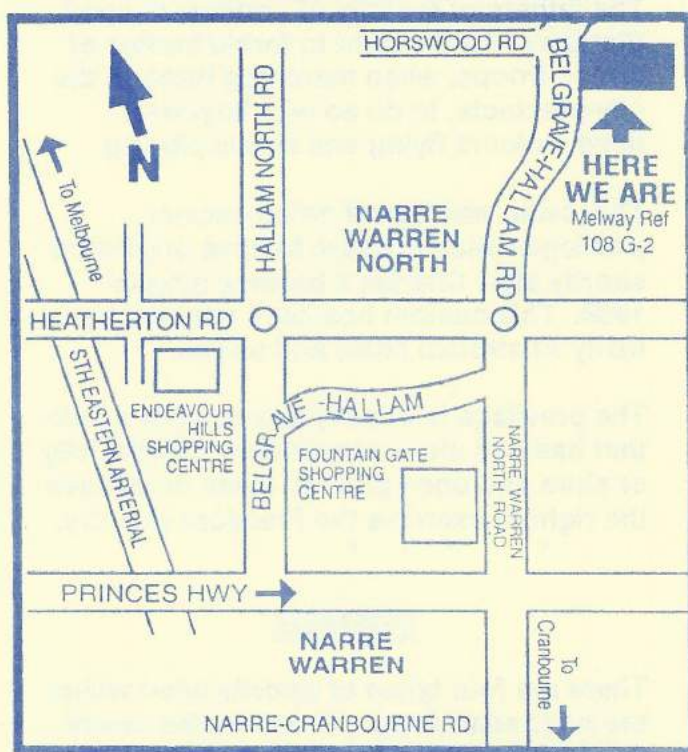 HORSWOOD RD
BELGRAVE-HALLAM RD
HALLAM NORTH RD
N
To Melbourne
HERE
WE ARE
Melway Ref
108 G-2
NARRE
WARREN
NORTH
HEATHERTON RD
STH EASTERN ARTERIAL
ENDEAVOUR
HILLS
SHOPPING
CENTRE
BELGRAVE -HALLAM
FOUNTAIN GATE
SHOPPING
CENTRE
NARRE WARREN
NORTH ROAD
PRINCES HWY
NARRE
WARREN
To
Cranbourne
NARRE-CRANBOURNE RD